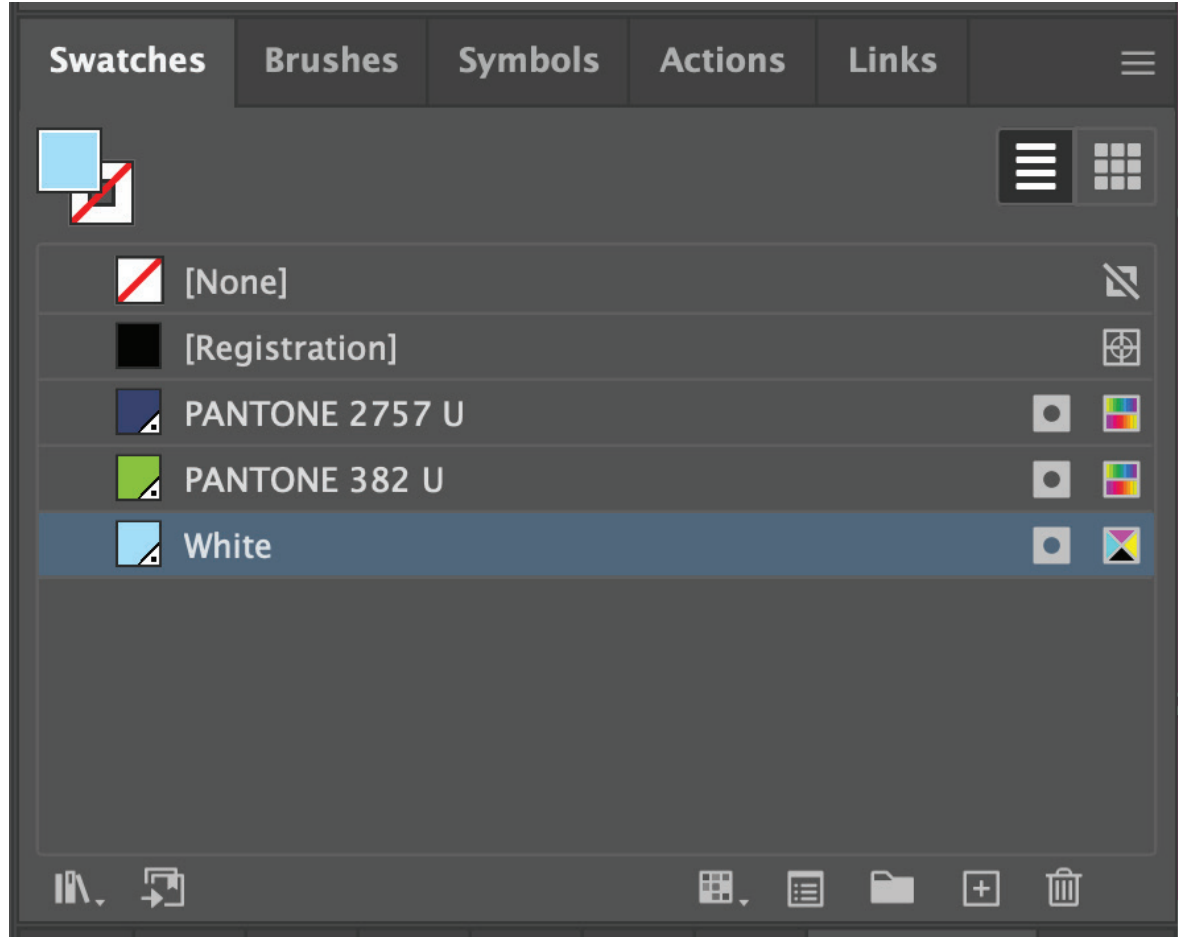 Swatches Brushes Symbols Actions Links
[None]
[Registration]
PANTONE 2757 U
PANTONE 382 U
White